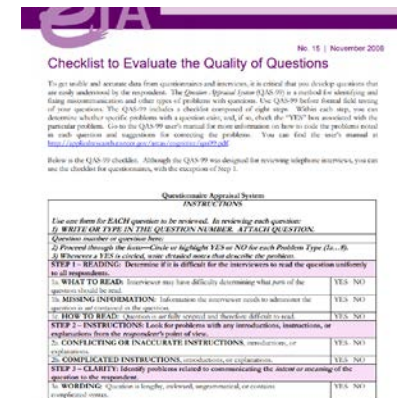 ETA
No. 15 | November 2008
Checklist to Evaluate the Quality of Questions
To get usable and accurate data from questionnaires and interviews, it is critical that you develop questions that
are easily understood by the respondent. The Question Appraisal System (QAS-99) is a method for identifying and
fixing miscommunication and other types of problems with questions. Use QAS-99 before formal field testing
of your questions. The QAS-99 includes a checklist composed of eight steps. Within each step, you can
determine whether specific problems with a question exist, and, if so, check the "YES" box associated with the
particular problem. Go to the QAS-99 user's manual for more information on how to code the problems noted
in each question and suggestions for correcting the problems. You can find the user's manual at
Below is the QAS-99 checklist. Although the QAS-99 was designed for reviewing telephone interviews, you can
use the checklist for questionnaires, with the exception of Step 1.
Questionnaire Appraisal System
INSTRUCTIONS
Use one form for EACH question to be reviewed. In reviewing each question:
1) WRITE OR TYPE IN THE QUESTION NUMBER. ATTACH QUESTION.
Question number or question here:
2) Proceed through the form—Circle or highlight YES or NO for each Problem Type (1a...8).
3) Whenever a YES is circled, write detailed notes that describe the problem.
STEP 1 – READING: Determine if it is difficult for the interviewers to read the question uniformly
to all respondents.
1a. WHAT TO READ: Interviewer may have difficulty determining what parts of the YES NO
question should be read.
1b. MISSING INFORMATION: Information the interviewer needs to administer the YES NO
question is not contained in the question.
1c. HOW TO READ: Question is not fully scripted and therefore difficult to read. YES NO
STEP 2 – INSTRUCTIONS: Look for problems with any introductions, instructions, or
explanations from the respondent's point of view.
2a. CONFLICTING OR INACCURATE INSTRUCTIONS, introductions, or YES NO
explanations.
2b. COMPLICATED INSTRUCTIONS, introductions, or explanations. YES NO
STEP 3 – CLARITY: Identify problems related to communicating the intent or meaning of the
question to the respondent.
3a. WORDING: Question is lengthy, awkward, ungrammatical, or contains YES NO
complicated syntax.